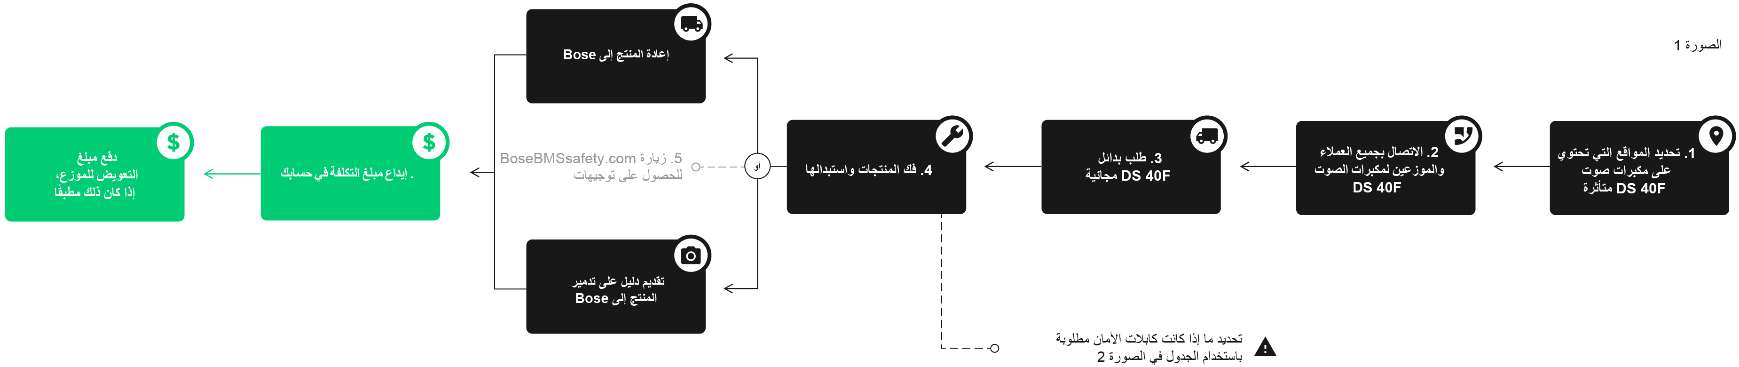 الصورة 1
1. تحديد المواقع التي تحتوي
على مكبرات صوت
DS 40F متأثرة
2. الاتصال بجميع العملاء
والموزعين لمكبرات الصوت
DS 40F
3. طلب بدائل
DS 40F مجانية
4. فك المنتجات واستبدالها
تحديد ما إذا كانت كابلات الأمان مطلوبة
باستخدام الجدول في الصورة 2
أو
5. زيارة BoseBMSsafety.com
للحصول على توجيهات
إعادة المنتج إلى Bose
تقديم دليل على تدمير
المنتج إلى Bose
. إيداع مبلغ التكلفة في حسابك
دفع مبلغ
التعويض للموزع،
إذا كان ذلك مطبقًا